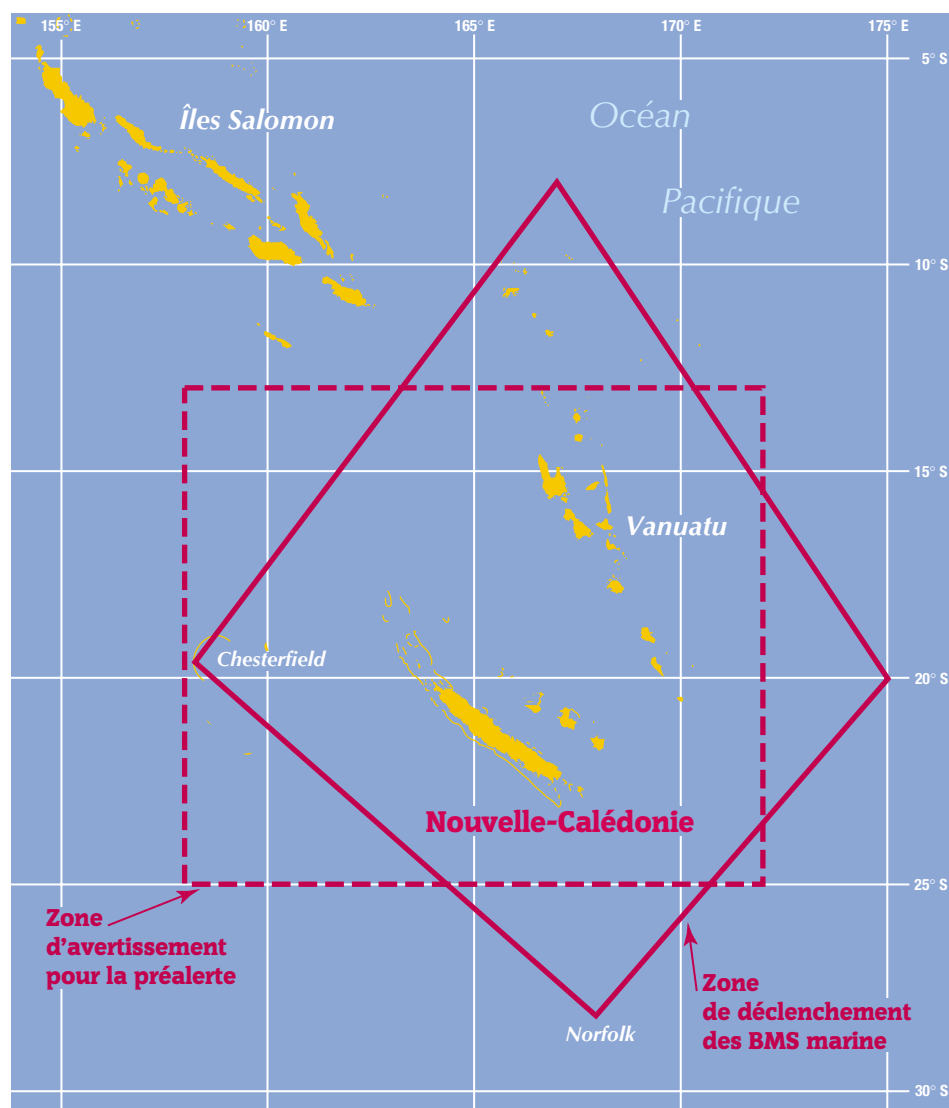 155° E
160° E
165° E
170° E
175° E
5° S
Océan
Îles Salomon
Pacifique
10° S
15° S
Vanuatu
Chesterfield
20° S
Nouvelle-Calédonie
25° S
Zone
d'avertissement
pour la préalerte
Zone
de déclenchement
des BMS marine
Norfolk
30° S